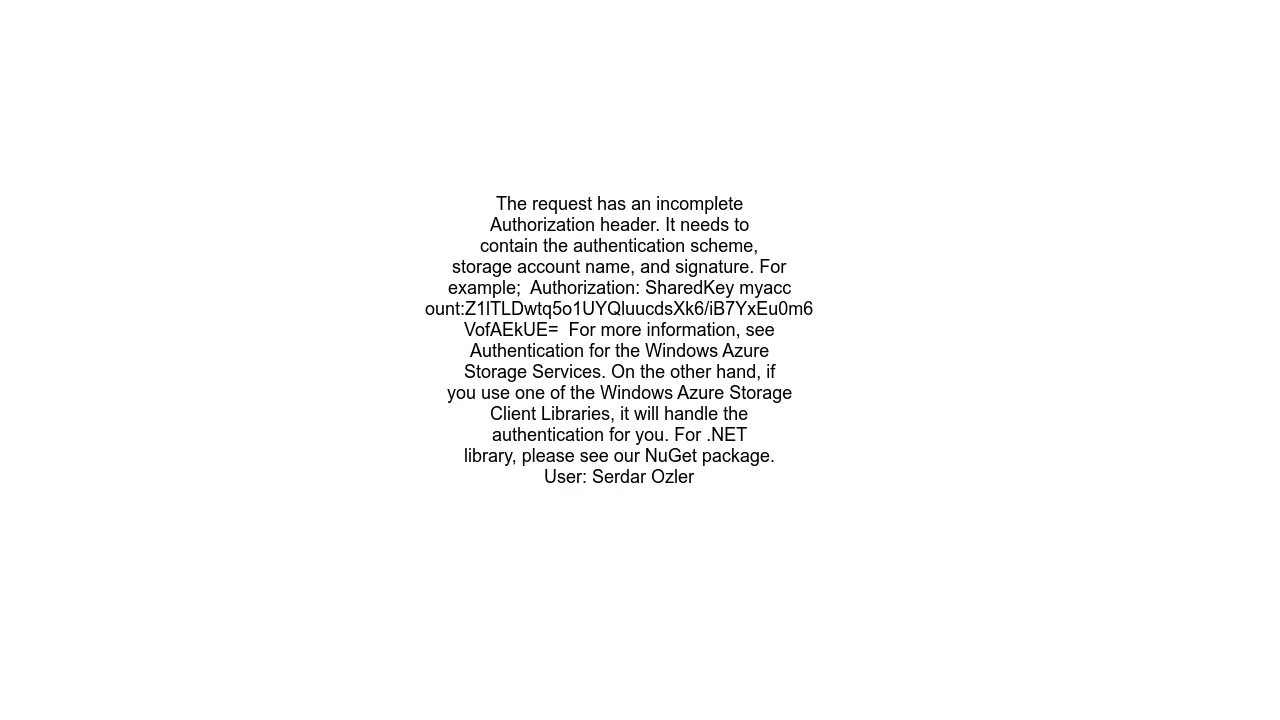 The request has an incomplete
Authorization header. It needs to
contain the authentication scheme,
storage account name, and signature. For
example;  Authorization: SharedKey myacc
ount:Z1lTLDwtq5o1UYQluucdsXk6/iB7YxEu0m6
VofAEkUE=  For more information, see
Authentication for the Windows Azure
Storage Services. On the other hand, if
you use one of the Windows Azure Storage
Client Libraries, it will handle the
authentication for you. For .NET
library, please see our NuGet package.
User: Serdar Ozler